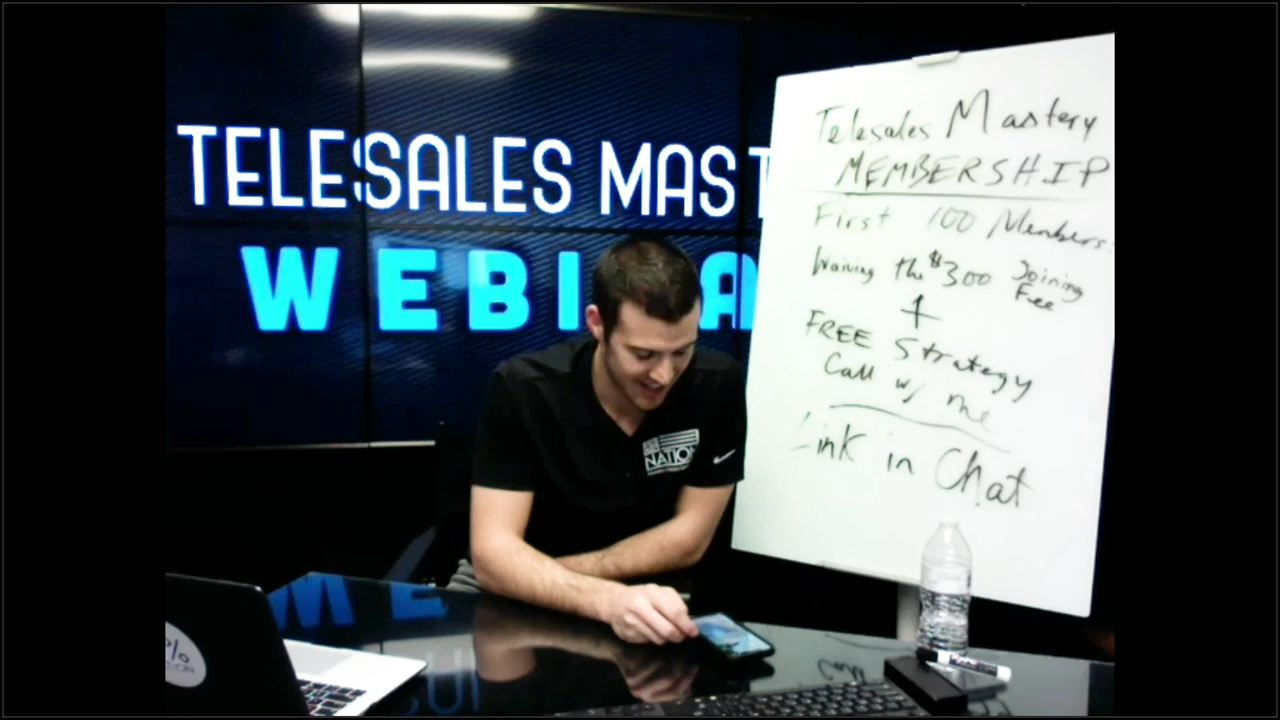 TELESALES MAST
WEBI A
Telesales Mastery
MEMBERSHIP
First 100 Members
Waiving the $300 Joining
Free
+
FREE Strategy
Call w/ me
Link in Chat
NATION